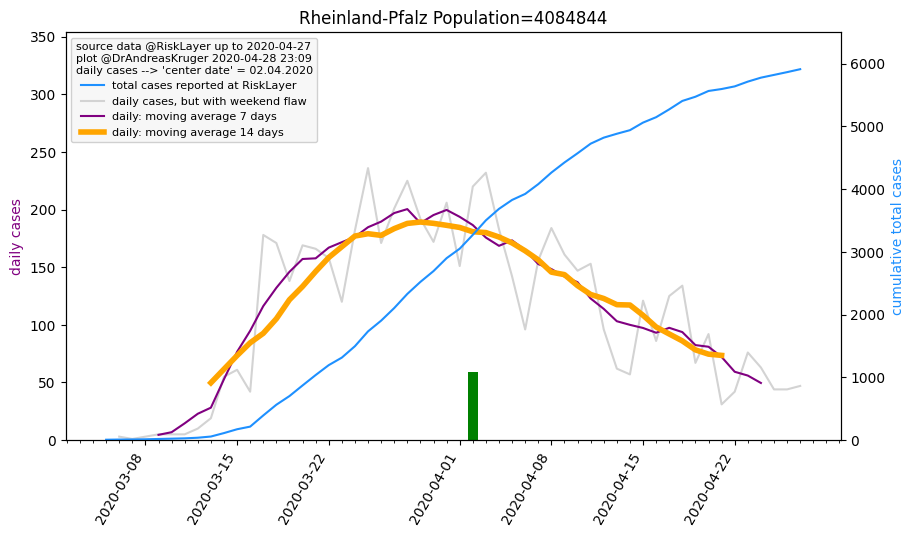 Rheinland-Pfalz Population=4084844
source data @RiskLayer up to 2020-04-27
plot @DrAndreasKruger 2020-04-28 23:09
daily cases --> 'center date' = 02.04.2020
total cases reported at RiskLayer
daily cases, but with weekend flaw
daily: moving average 7 days
daily: moving average 14 days
daily cases
350
300
250
200
150
100
50
0
6000
5000
4000
3000
2000
1000
0
cumulative total cases
2020-03-08
2020-03-15
2020-03-22
2020-04-01
2020-04-08
2020-04-15
2020-04-22